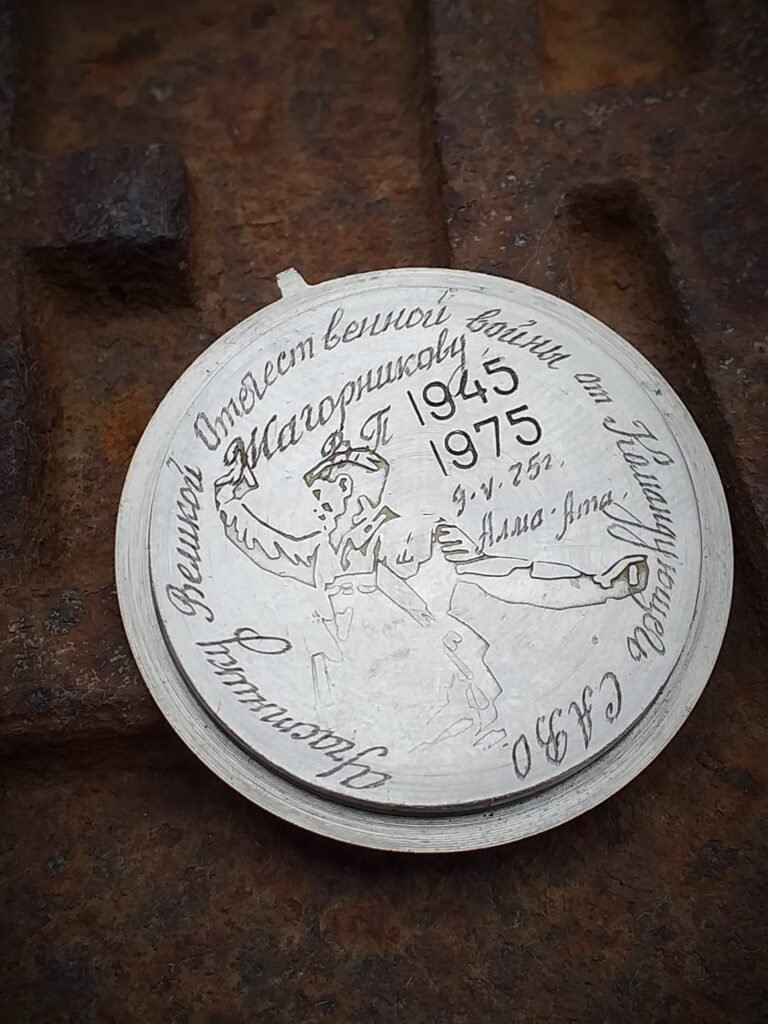 Участнику Великой Отечественной войны от Командующего САВО
Жагорникову
В. П
1945
1975
9.V.75г.
Алма-Ата.